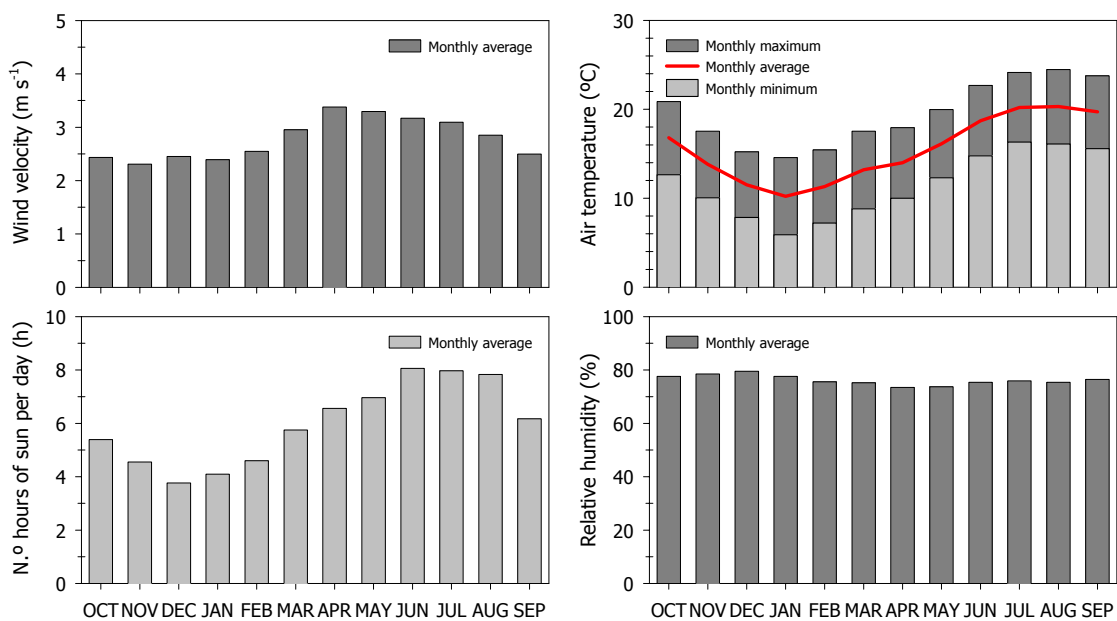 Wind velocity (m s⁻¹)
5
4
3
2
1
0
Monthly average
Air temperature (ºC)
30
20
10
0
Monthly maximum
Monthly average
Monthly minimum
N.º hours of sun per day (h)
10
8
6
4
2
0
Monthly average
OCT NOV DEC JAN FEB MAR APR MAY JUN JUL AUG SEP
Relative humidity (%)
100
80
60
40
20
0
Monthly average
OCT NOV DEC JAN FEB MAR APR MAY JUN JUL AUG SEP